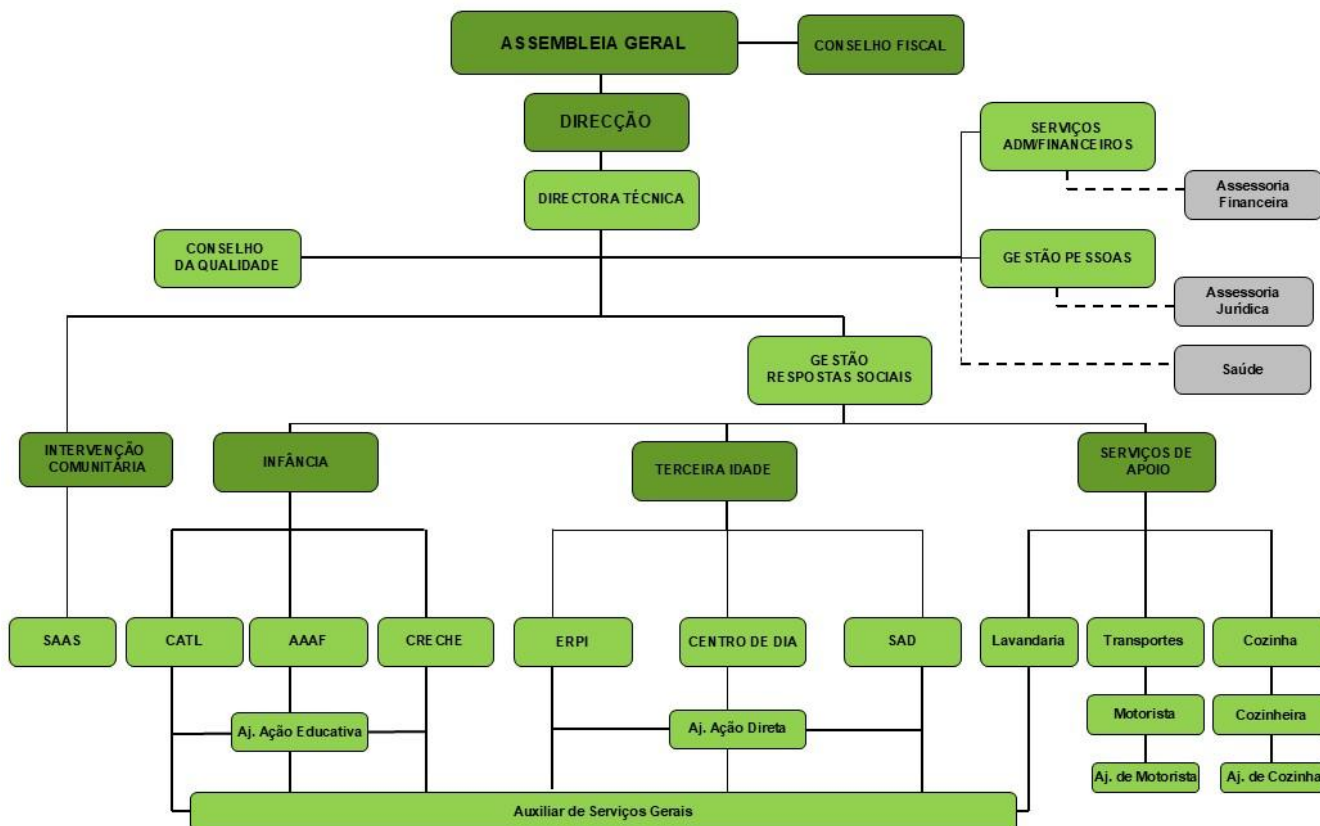 ASSEMBLEIA GERAL
CONSELHO FISCAL
DIRECÇÃO
SERVIÇOS
ADM/FINANCEIROS
DIRECTORA TÉCNICA
Assessoria
Financeira
CONSELHO
DA QUALIDADE
GESTÃO PESSOAS
Assessoria
Jurídica
GESTÃO
RESPOSTAS SOCIAIS
Saúde
INTERVENÇÃO
COMUNITÁRIA
INFÂNCIA
TERCEIRA IDADE
SERVIÇOS DE
APOIO
SAAS
CATL
AAAF
CRECHE
ERPI
CENTRO DE DIA
SAD
Lavandaria
Transportes
Cozinha
Aj. Ação Educativa
Aj. Ação Direta
Motorista
Cozinheira
Aj. de Motorista
Aj. de Cozinha
Auxiliar de Serviços Gerais